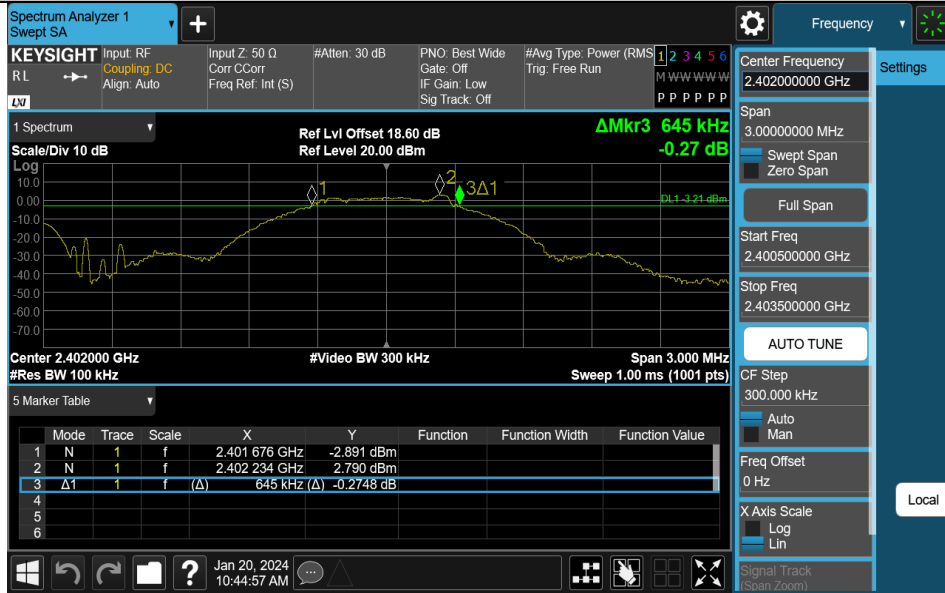 Spectrum Analyzer 1
Swept SA
Frequency
KEYSIGHT
RL
LXI
Input: RF
Coupling: DC
Align: Auto
Input Z: 50 Ω
Corr CCorr
Freq Ref: Int (S)
#Atten: 30 dB
PNO: Best Wide
Gate: Off
IF Gain: Low
Sig Track: Off
#Avg Type: Power (RMS
Trig: Free Run
1 2 3 4 5 6
M W W W W W
P P P P P P
1 Spectrum
Scale/Div 10 dB
Ref Lvl Offset 18.60 dB
Ref Level 20.00 dBm
ΔMkr3 645 kHz
-0.27 dB
Log
10.0
0.00
-10.0
-20.0
-30.0
-40.0
-50.0
-60.0
-70.0
1
2
3Δ1
DL1 -3.21 dBm
Center 2.402000 GHz
#Video BW 300 kHz
Span 3.000 MHz
#Res BW 100 kHz
Sweep 1.00 ms (1001 pts)
5 Marker Table
Mode Trace Scale X Y Function Function Width Function Value
1 N 1 f 2.401 676 GHz -2.891 dBm
2 N 1 f 2.402 234 GHz 2.790 dBm
3 Δ1 1 f (Δ) 645 kHz (Δ) -0.2748 dB
4
5
6
?
Jan 20, 2024
10:44:57 AM
Center Frequency
2.402000000 GHz
Settings
Span
3.00000000 MHz
Swept Span
Zero Span
Full Span
Start Freq
2.400500000 GHz
Stop Freq
2.403500000 GHz
AUTO TUNE
CF Step
300.000 kHz
Auto
Man
Freq Offset
0 Hz
Local
X Axis Scale
Log
Lin
Signal Track
(Span Zoom)